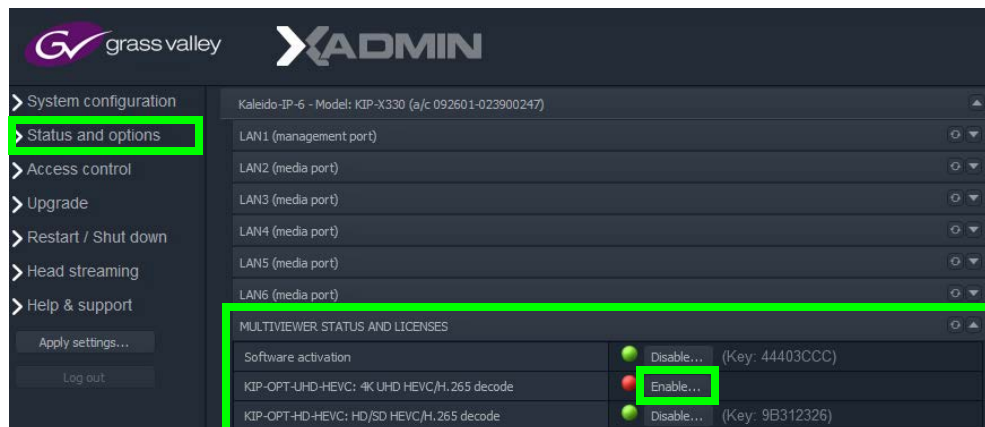 GV grass valley XADMIN
System configuration
Status and options
Access control
Upgrade
Restart / Shut down
Head streaming
Help & support
Apply settings...
Log out
Kaleido-IP-6 - Model: KIP-X330 (a/c 092601-023900247)
LAN1 (management port)
LAN2 (media port)
LAN3 (media port)
LAN4 (media port)
LAN5 (media port)
LAN6 (media port)
MULTIVIEWER STATUS AND LICENSES
Software activation Disable... (Key: 44403CCC)
KIP-OPT-UHD-HEVC: 4K UHD HEVC/H.265 decode Enable...
KIP-OPT-HD-HEVC: HD/SD HEVC/H.265 decode Disable... (Key: 9B312326)